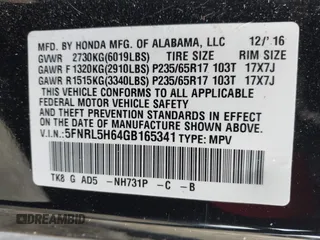 MFD. BY HONDA MFG OF ALABAMA, LLC 12/'16
GVWR 2730KG(6019LBS) TIRE SIZE RIM SIZE
GAWR F 1320KG(2910LBS) P235/65R17 103T 17X7J
GAWR R 1515KG(3340LBS) P235/65R17 103T 17X7J
THIS VEHICLE CONFORMS TO ALL APPLICABLE
FEDERAL MOTOR VEHICLE SAFETY
AND THEFT PREVENTION STANDARDS IN EFFECT ON
THE DATE OF MANUFACTURE SHOWN ABOVE.
V.I.N.: 5FNRL5H64GB165341 TYPE: MPV
TK8 G AD5 -NH731P -C -B
DREAMBID